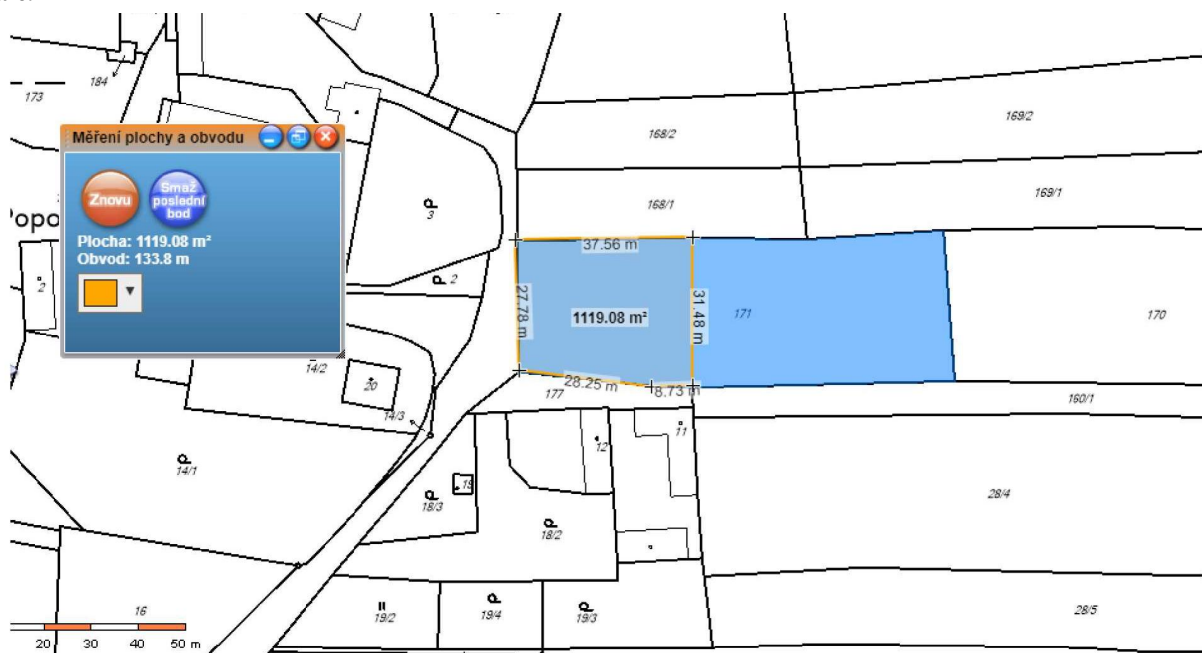 184
173
Měření plochy a obvodu
Znovu
Smaž
poslední
bod
Plocha: 1119.08 m²
Obvod: 133.8 m
168/2
169/2
168/1
169/1
3
2
2
37.56 m
27.78 m
1119.08 m²
31.48 m
171
170
28.25 m
8.73 m
177
160/1
14/2
20
14/3
14/1
12
11
18/3
18/2
28/4
16
19/2
19/4
19/3
28/5
20 30 40 50 m